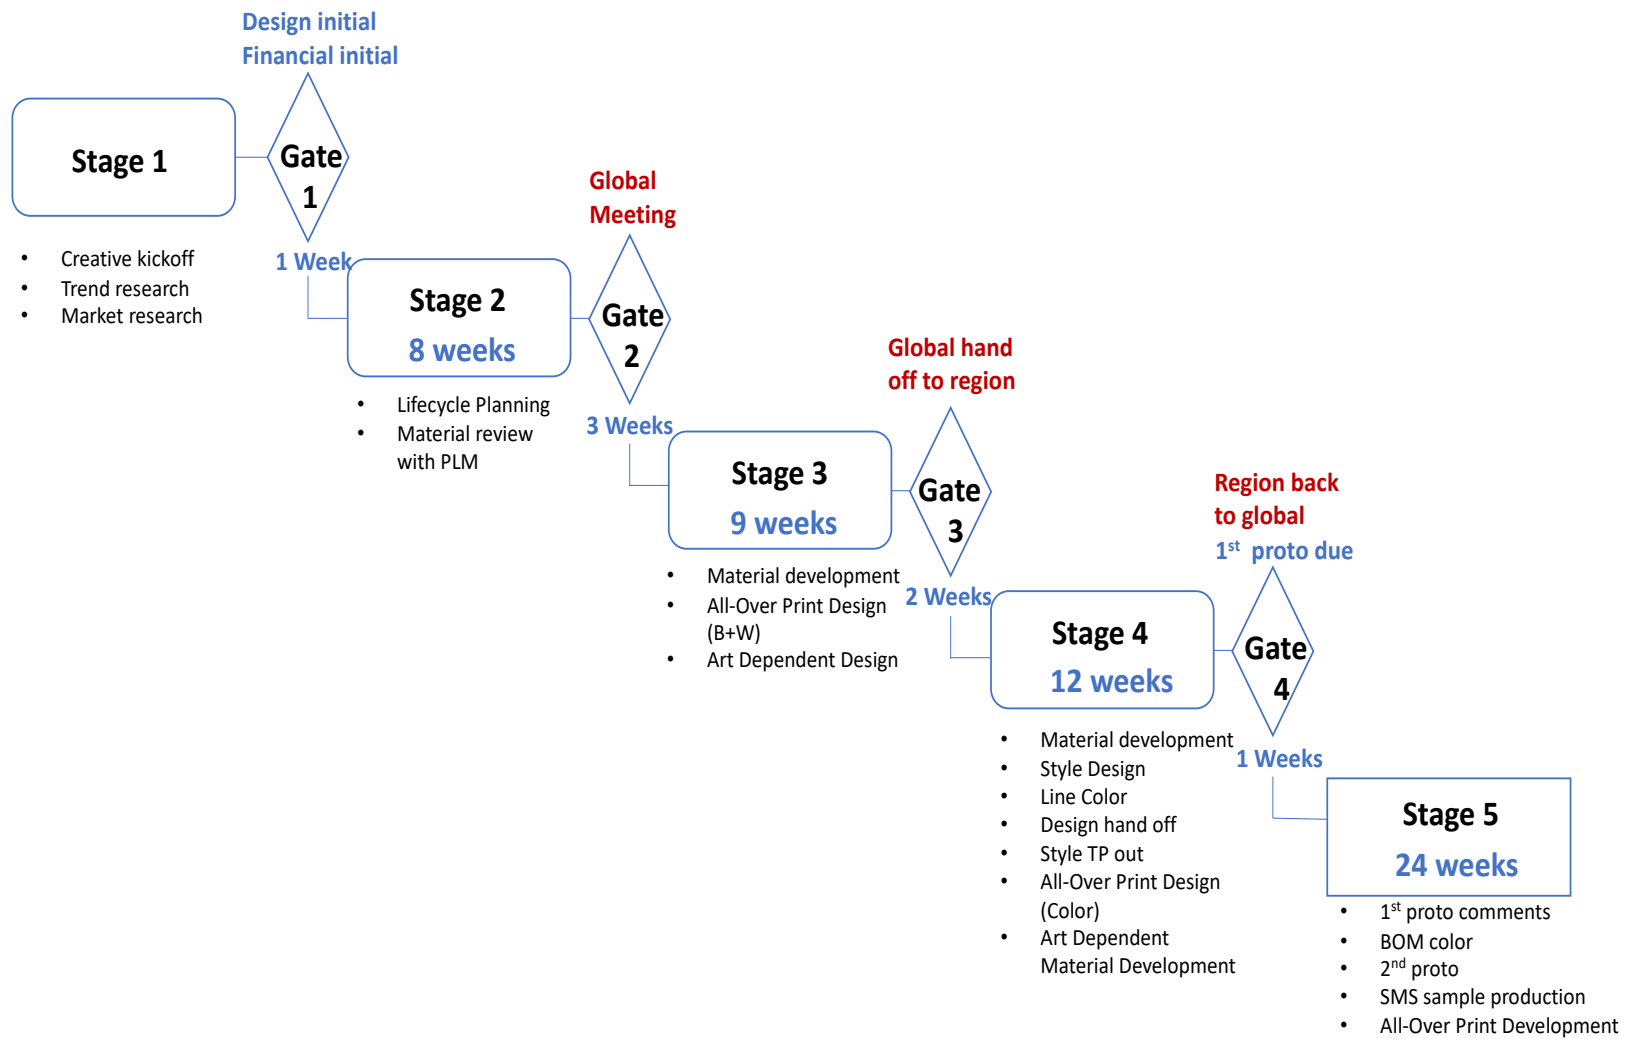 Design initial
Financial initial
Stage 1
Gate
1
• Creative kickoff
• Trend research
• Market research
1 Week
Global
Meeting
Stage 2
8 weeks
Gate
2
• Lifecycle Planning
• Material review
with PLM
3 Weeks
Global hand
off to region
Stage 3
9 weeks
Gate
3
• Material development
• All-Over Print Design
(B+W)
• Art Dependent Design
2 Weeks
Region back
to global
1st proto due
Stage 4
12 weeks
Gate
4
• Material development
• Style Design
• Line Color
• Design hand off
• Style TP out
• All-Over Print Design
(Color)
• Art Dependent
Material Development
1 Weeks
Stage 5
24 weeks
• 1st proto comments
• BOM color
• 2nd proto
• SMS sample production
• All-Over Print Development